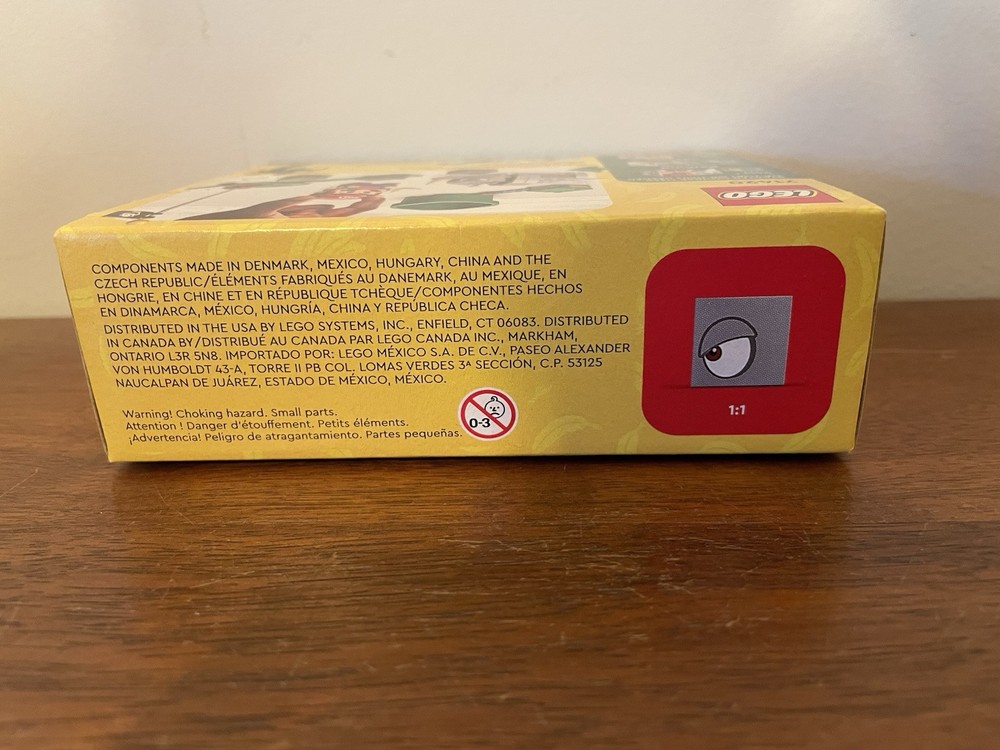 LEGO
COMPONENTS MADE IN DENMARK, MEXICO, HUNGARY, CHINA AND THE
CZECH REPUBLIC/ÉLÉMENTS FABRIQUÉS AU DANEMARK, AU MEXIQUE, EN
HONGRIE, EN CHINE ET EN RÉPUBLIQUE TCHÈQUE/COMPONENTES HECHOS
EN DINAMARCA, MÉXICO, HUNGRÍA, CHINA Y REPÚBLICA CHECA.
DISTRIBUTED IN THE USA BY LEGO SYSTEMS, INC., ENFIELD, CT 06083. DISTRIBUTED
IN CANADA BY/DISTRIBUÉ AU CANADA PAR LEGO CANADA INC., MARKHAM,
ONTARIO L3R 5N8. IMPORTADO POR: LEGO MÉXICO S.A. DE C.V., PASEO ALEXANDER
VON HUMBOLDT 43-A, TORRE II PB COL. LOMAS VERDES 3ᴬ SECCIÓN, C.P. 53125
NAUCALPAN DE JUÁREZ, ESTADO DE MÉXICO, MÉXICO.
Warning! Choking hazard. Small parts.
Attention ! Danger d'étouffement. Petits éléments.
¡Advertencia! Peligro de atragantamiento. Partes pequeñas.
0-3
1:1